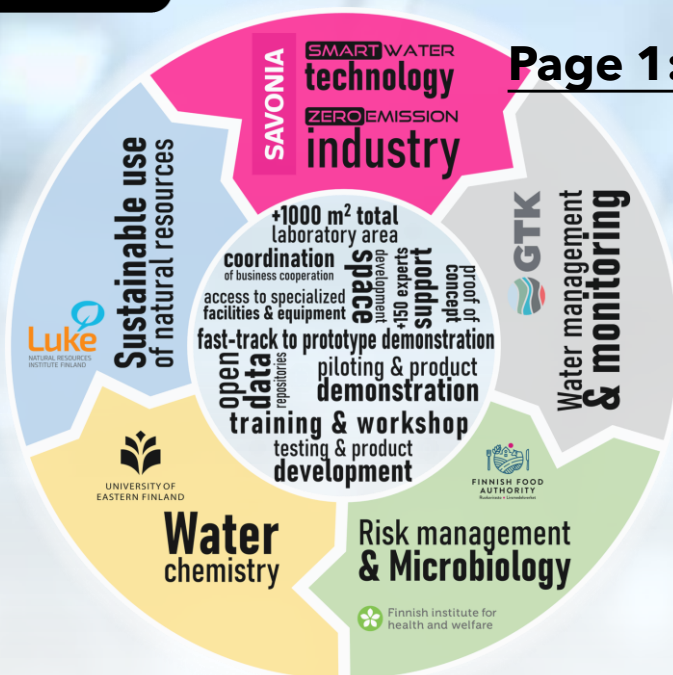 Page 1:
SAVONIA
SMART WATER
technology
ZERO EMISSION
industry
GTK
Water management
& monitoring
FINNISH FOOD
AUTHORITY
Ruokavirasto • Livsmedelsverket
Risk management
& Microbiology
Finnish institute for
health and welfare
UNIVERSITY OF
EASTERN FINLAND
Water
chemistry
Luke
NATURAL RESOURCES
INSTITUTE FINLAND
Sustainable use
of natural resources
+1000 m² total
laboratory area
coordination
of business cooperation
access to specialized
facilities & equipment
space
development
+150 experts
support
proof of
concept
fast-track to prototype demonstration
open
data
repositories
piloting & product
demonstration
training & workshop
testing & product
development